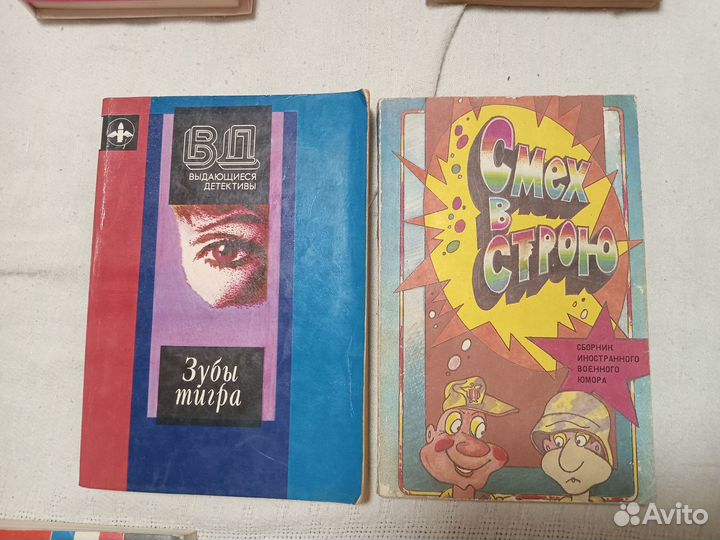 ВД
ВЫДАЮЩИЕСЯ
ДЕТЕКТИВЫ
Зубы
тигра
Смех
в
Строю
СБОРНИК
ИНОСТРАННОГО
ВОЕННОГО
ЮМОРА
Avito